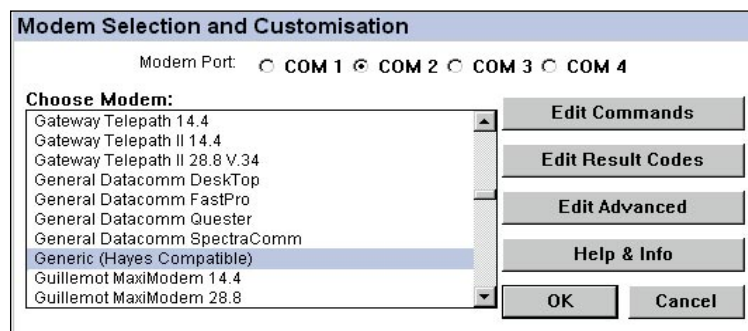 Modem Selection and Customisation
Modem Port: COM 1 COM 2 COM 3 COM 4
Choose Modem:
Gateway Telepath 14.4
Gateway Telepath II 14.4
Gateway Telepath II 28.8 V.34
General Datacomm DeskTop
General Datacomm FastPro
General Datacomm Quester
General Datacomm SpectraComm
Generic (Hayes Compatible)
Guillemot MaxiModem 14.4
Guillemot MaxiModem 28.8
Edit Commands
Edit Result Codes
Edit Advanced
Help & Info
OK Cancel